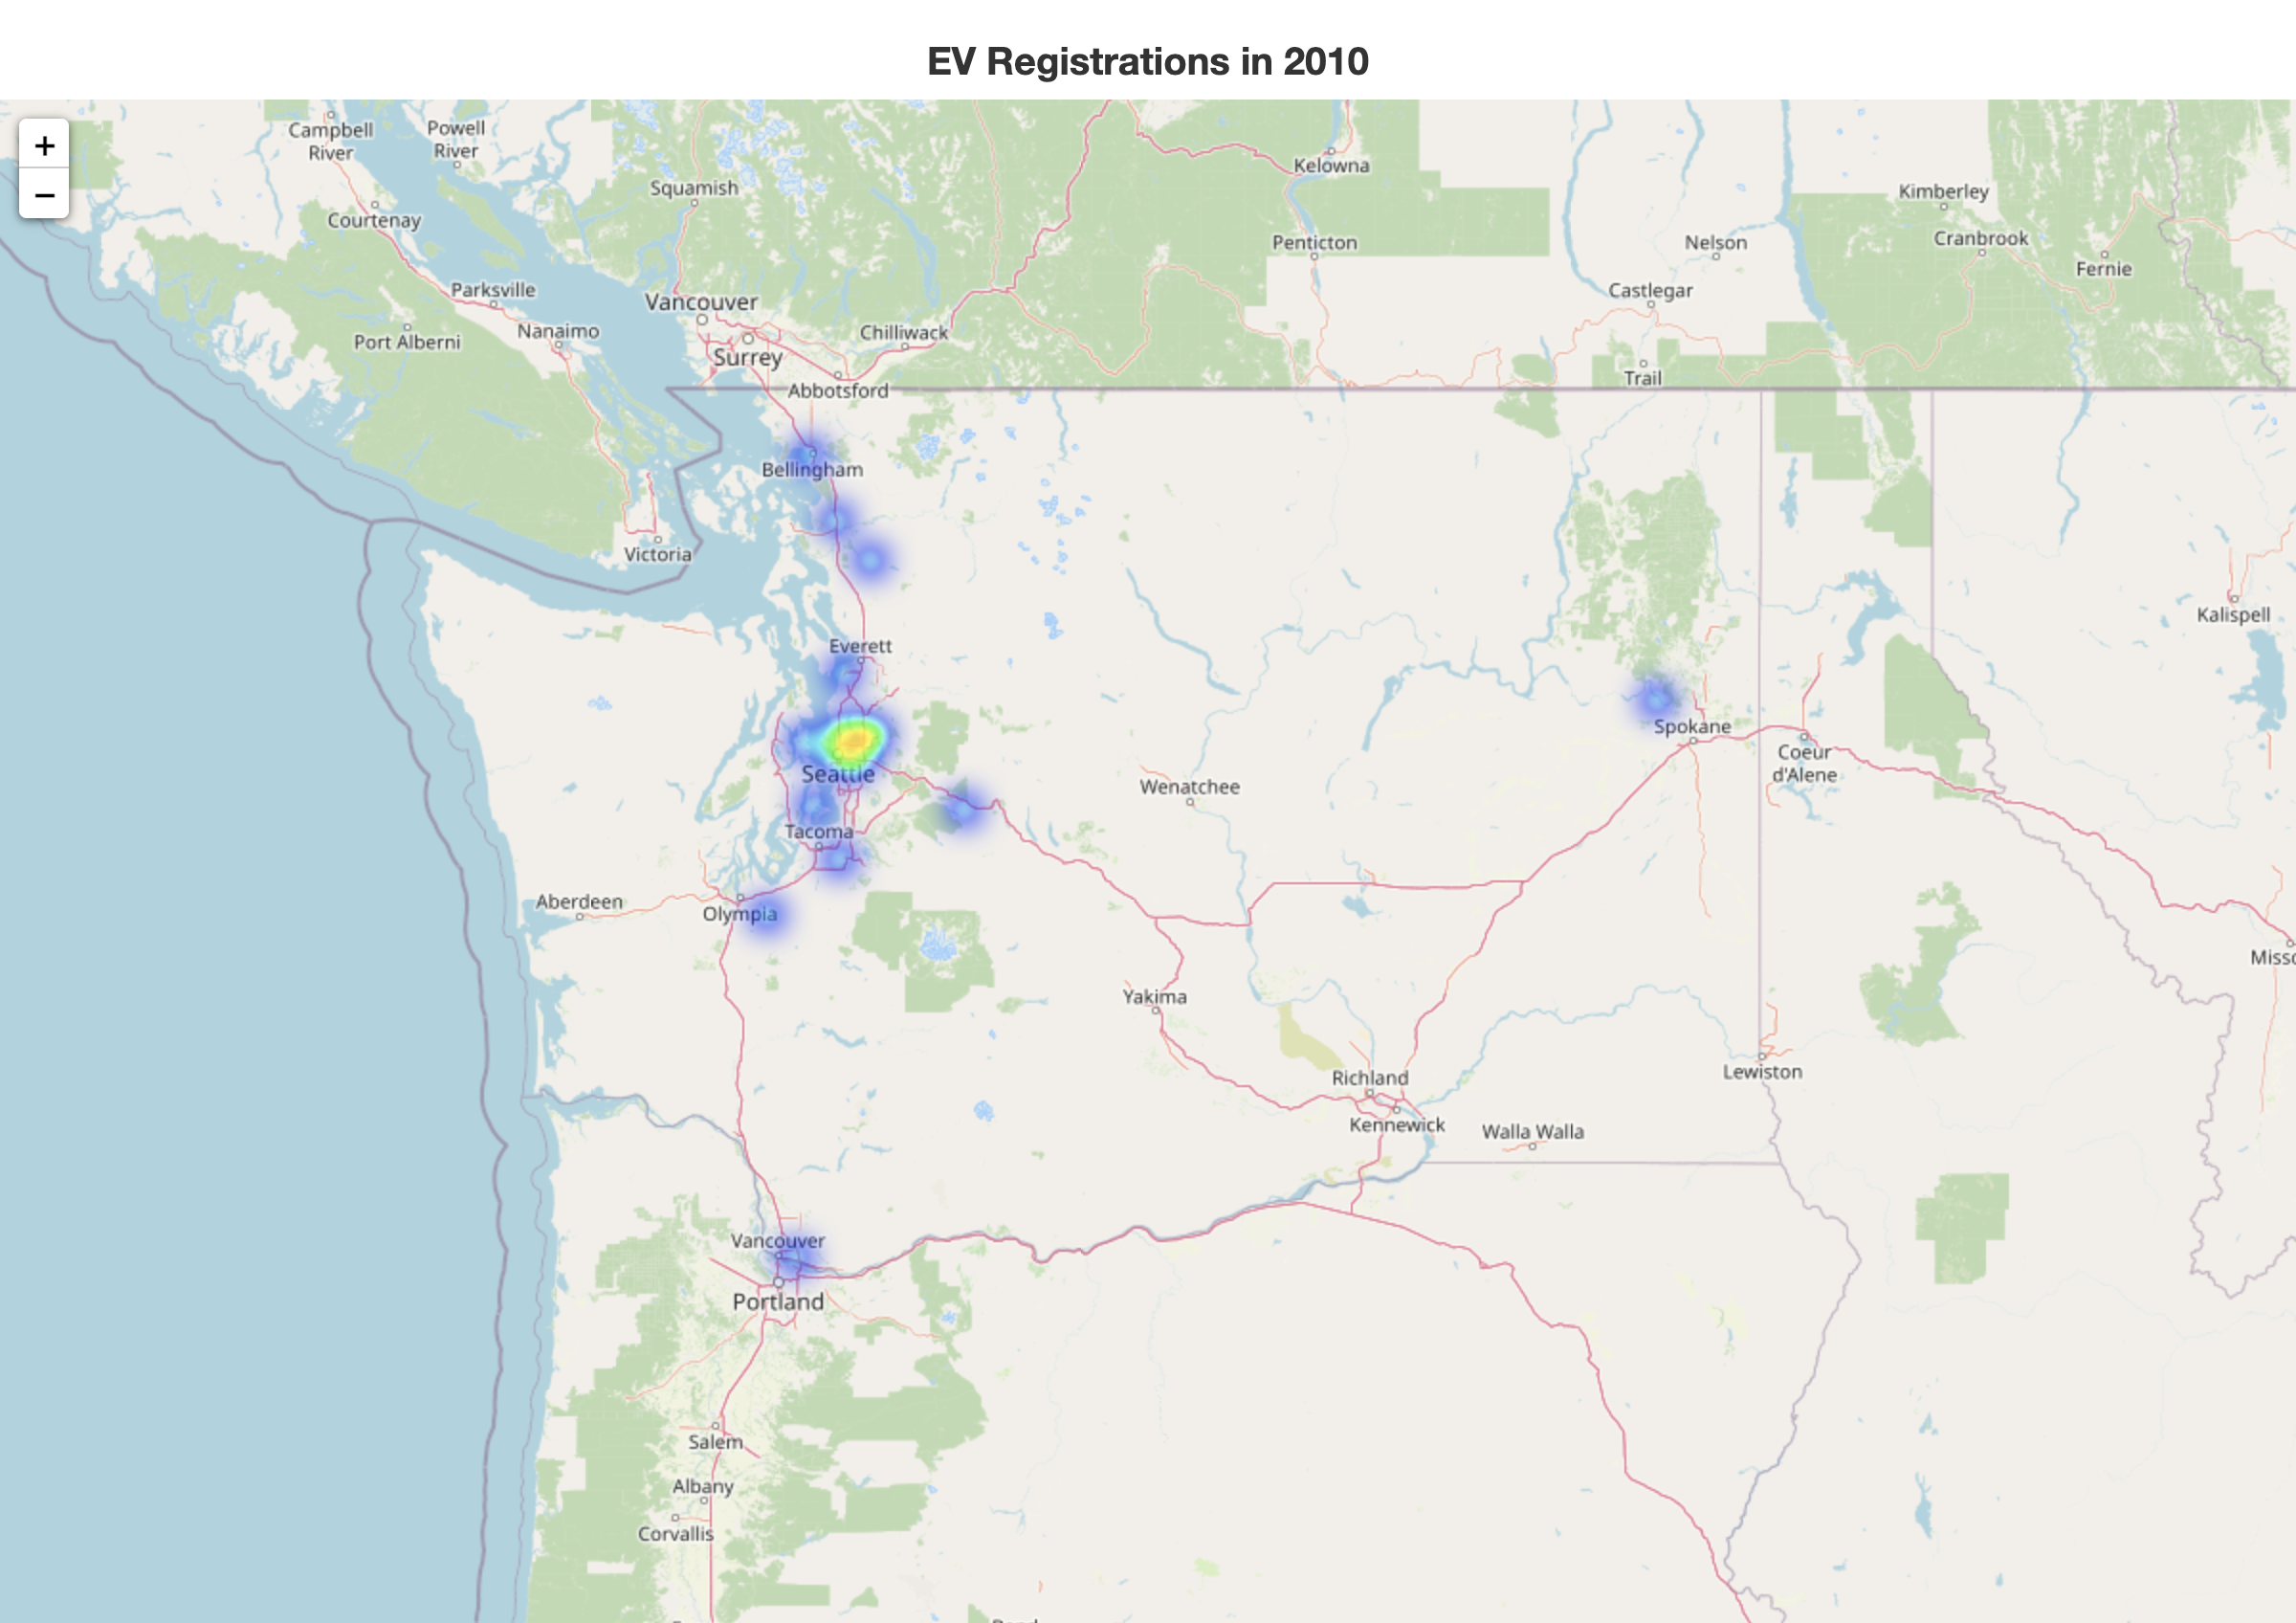 EV Registrations in 2010
+
−
Campbell
River
Powell
River
Squamish
Kelowna
Kimberley
Courtenay
Penticton
Nelson
Cranbrook
Fernie
Parksville
Vancouver
Castlegar
Nanaimo
Port Alberni
Chilliwack
Surrey
Trail
Abbotsford
Bellingham
Victoria
Kalispell
Everett
Spokane
Coeur
d'Alene
Seattle
Wenatchee
Tacoma
Aberdeen
Olympia
Misso
Yakima
Lewiston
Richland
Kennewick
Walla Walla
Vancouver
Portland
Salem
Albany
Corvallis